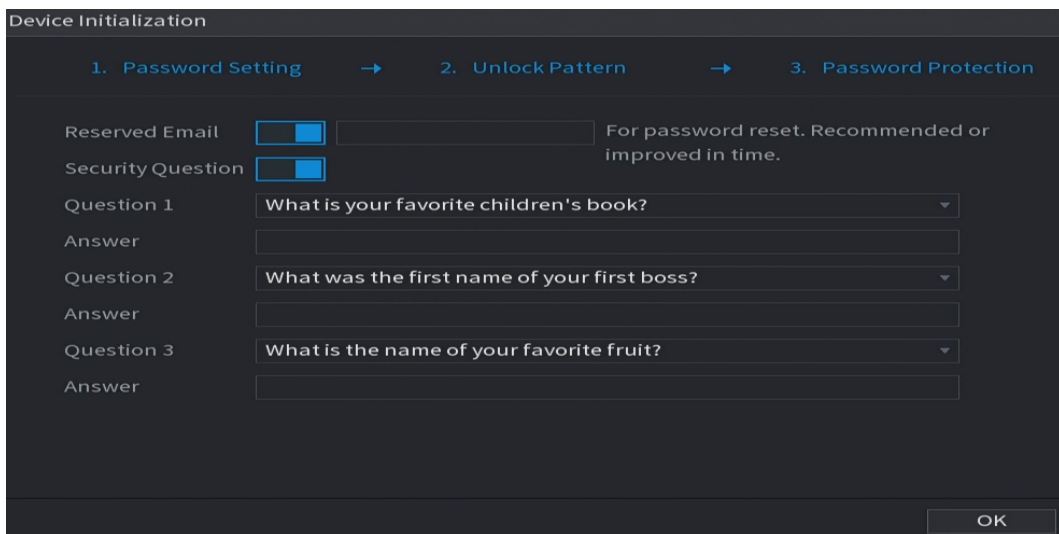 Device Initialization
1. Password Setting → 2. Unlock Pattern → 3. Password Protection
Reserved Email For password reset. Recommended or
improved in time.
Security Question
Question 1 What is your favorite children's book?
Answer
Question 2 What was the first name of your first boss?
Answer
Question 3 What is the name of your favorite fruit?
Answer
OK